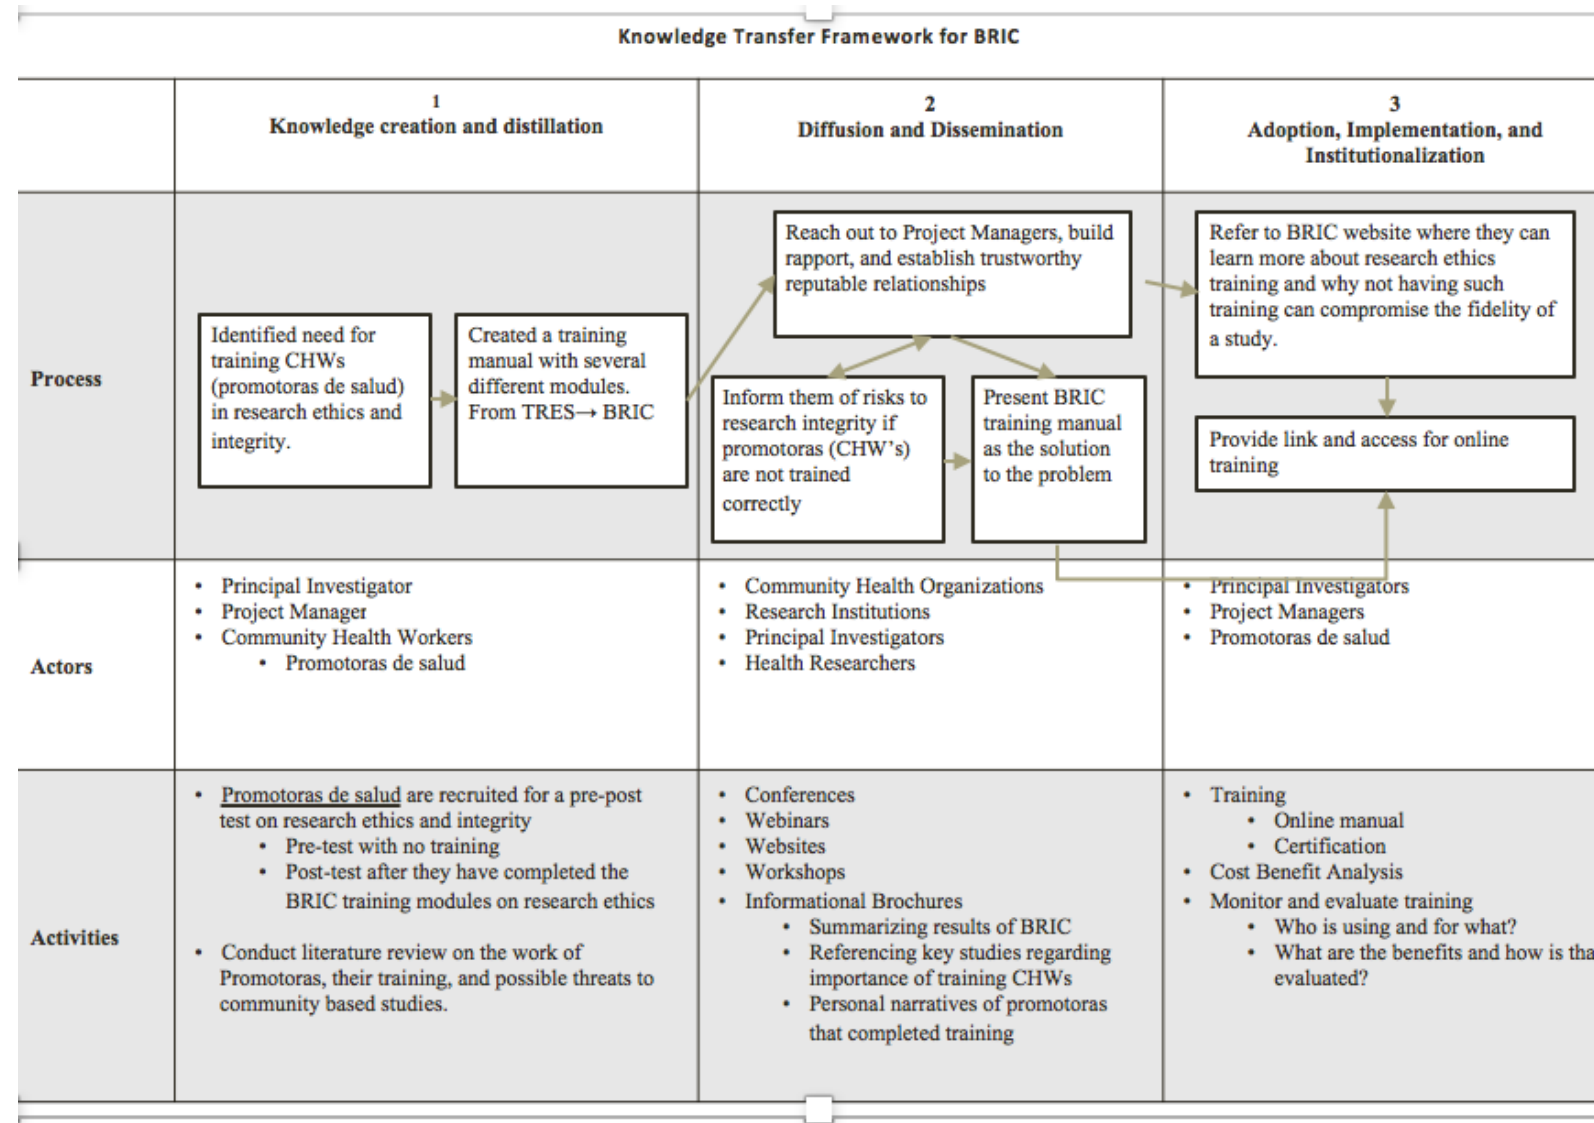 Knowledge Transfer Framework for BRIC
1
Knowledge creation and distillation
2
Diffusion and Dissemination
3
Adoption, Implementation, and
Institutionalization
Process
Identified need for
training CHWs
(promotoras de salud)
in research ethics and
integrity.
Created a training
manual with several
different modules.
From TRES→ BRIC
Reach out to Project Managers, build
rapport, and establish trustworthy
reputable relationships
Inform them of risks to
research integrity if
promotoras (CHW's)
are not trained
correctly
Present BRIC
training manual
as the solution
to the problem
Refer to BRIC website where they can
learn more about research ethics
training and why not having such
training can compromise the fidelity of
a study.
Provide link and access for online
training
Actors
• Principal Investigator
• Project Manager
• Community Health Workers
• Promotoras de salud
• Community Health Organizations
• Research Institutions
• Principal Investigators
• Health Researchers
• Principal Investigators
• Project Managers
• Promotoras de salud
Activities
• Promotoras de salud are recruited for a pre-post
test on research ethics and integrity
• Pre-test with no training
• Post-test after they have completed the
BRIC training modules on research ethics
• Conduct literature review on the work of
Promotoras, their training, and possible threats to
community based studies.
• Conferences
• Webinars
• Websites
• Workshops
• Informational Brochures
• Summarizing results of BRIC
• Referencing key studies regarding
importance of training CHWs
• Personal narratives of promotoras
that completed training
• Training
• Online manual
• Certification
• Cost Benefit Analysis
• Monitor and evaluate training
• Who is using and for what?
• What are the benefits and how is tha
evaluated?